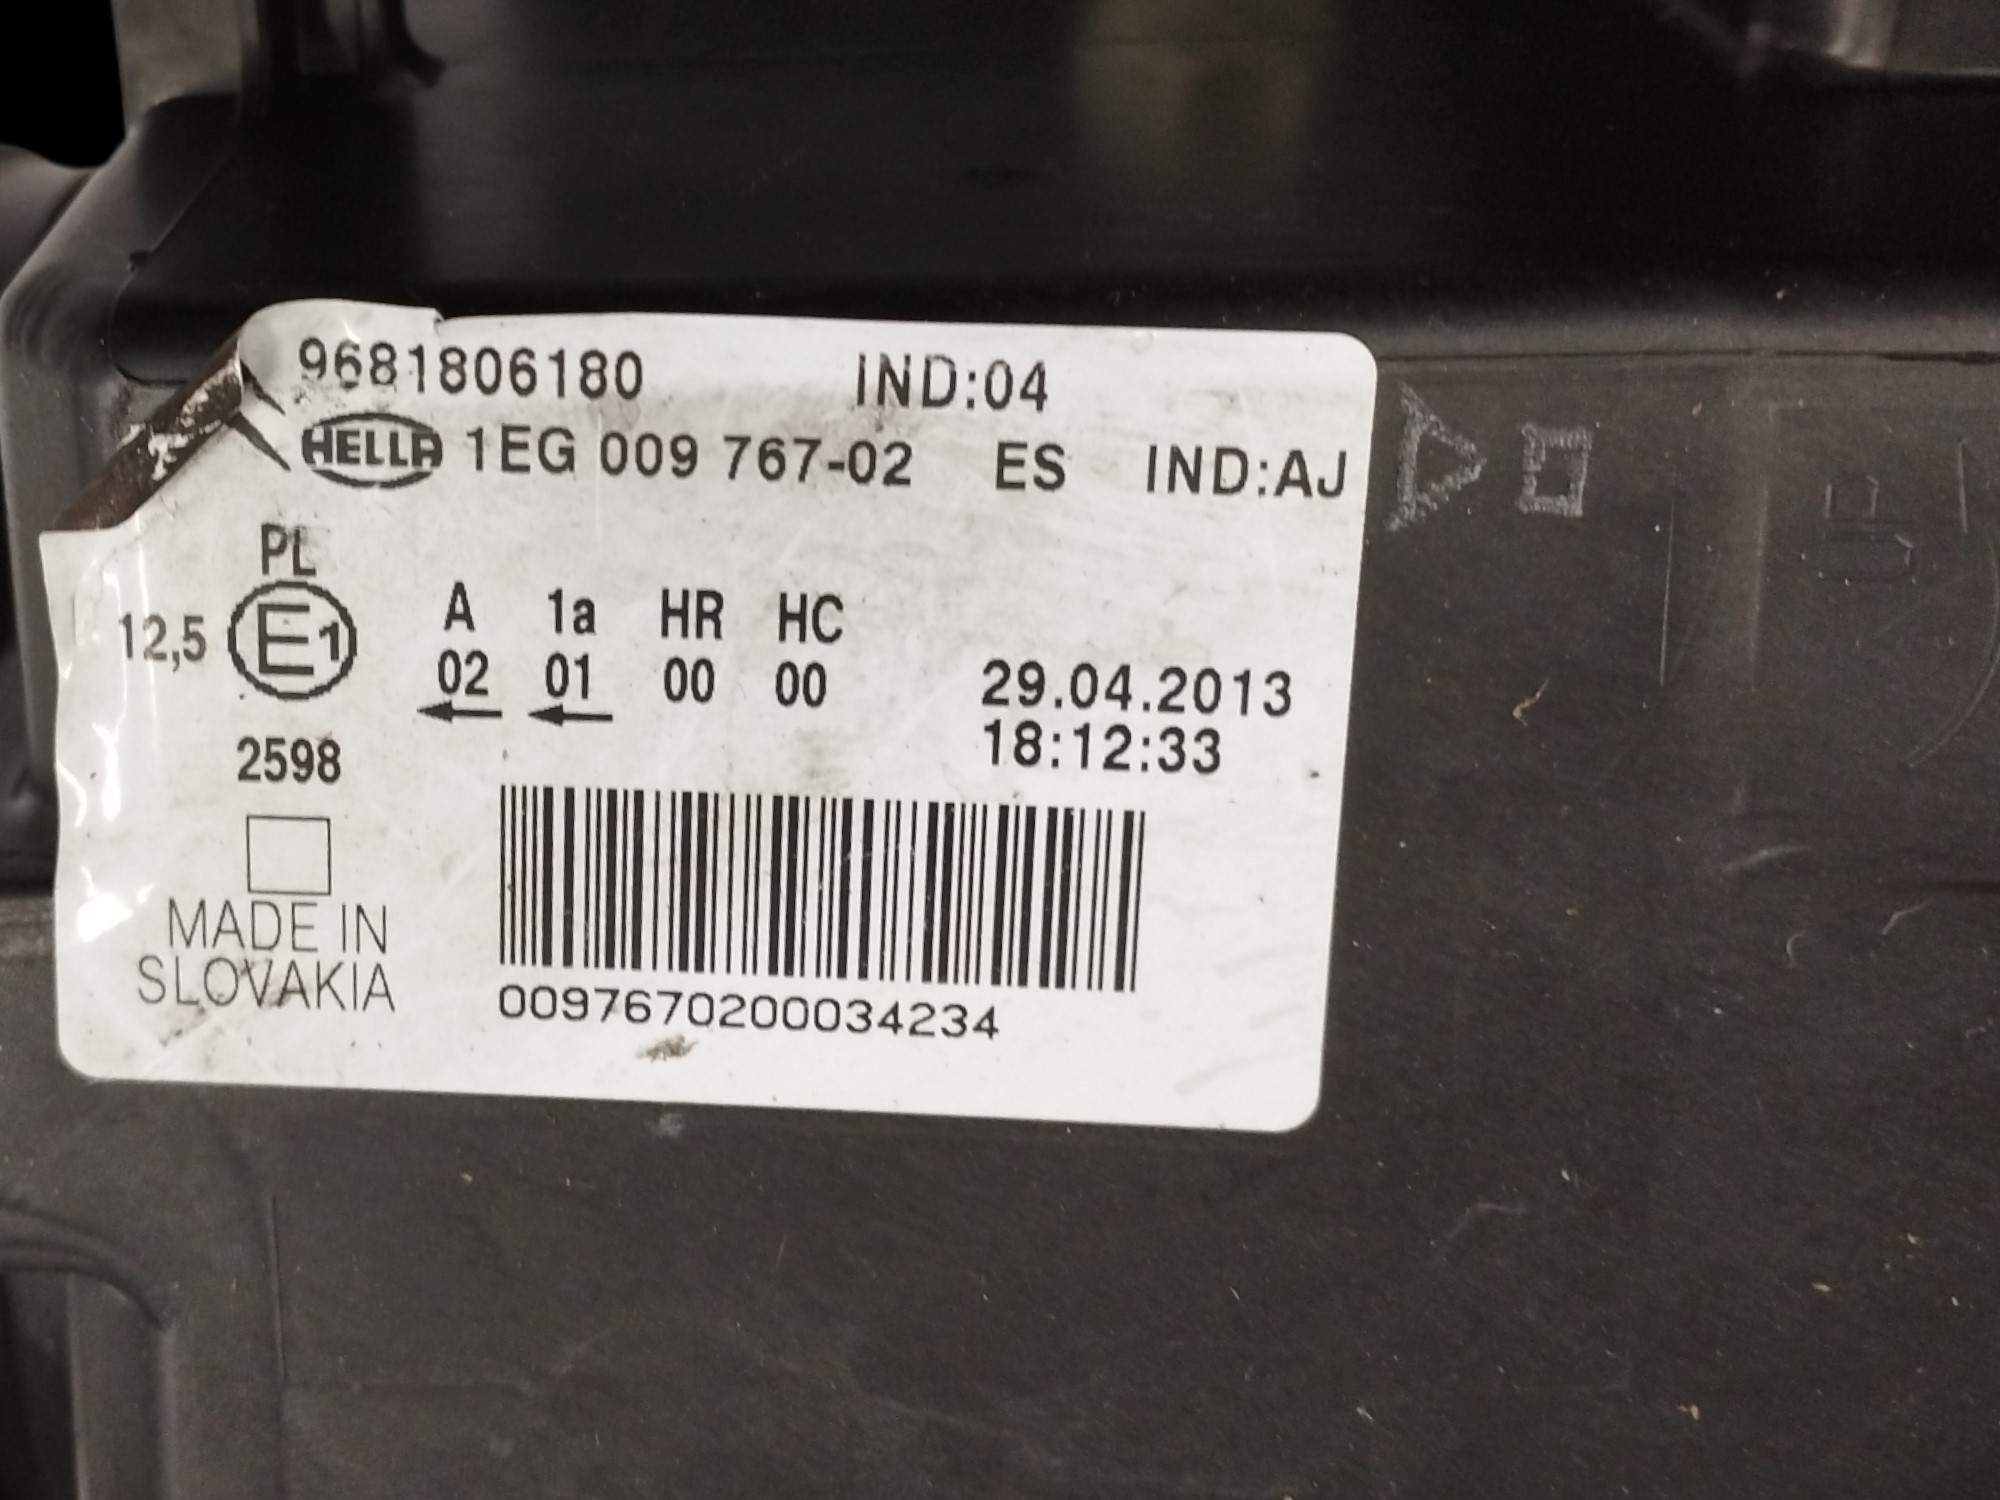 9681806180 IND:04
HELLA 1EG 009 767-02 ES IND:AJ
PL
12,5 E1 A 1a HR HC
02 01 00 00
29.04.2013
18:12:33
2598
MADE IN
SLOVAKIA
0097670200034234